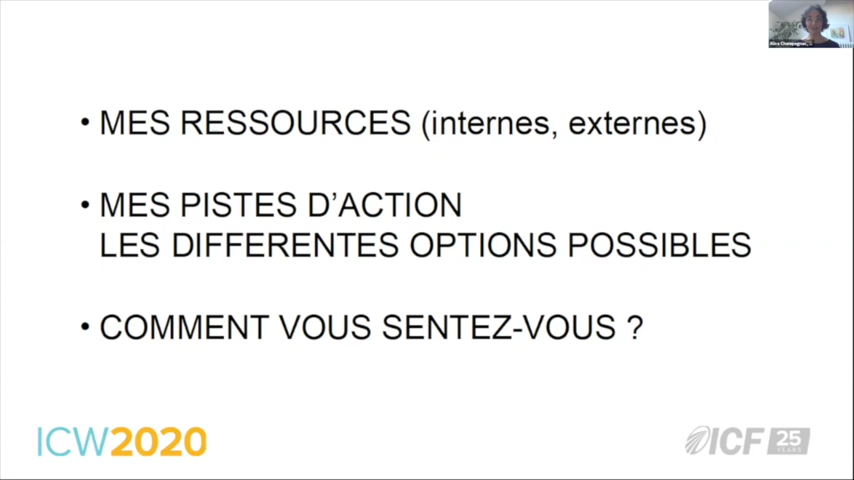 • MES RESSOURCES (internes, externes)
• MES PISTES D’ACTION
LES DIFFERENTES OPTIONS POSSIBLES
• COMMENT VOUS SENTEZ-VOUS ?
ICW2020
ICF 25
YEARS